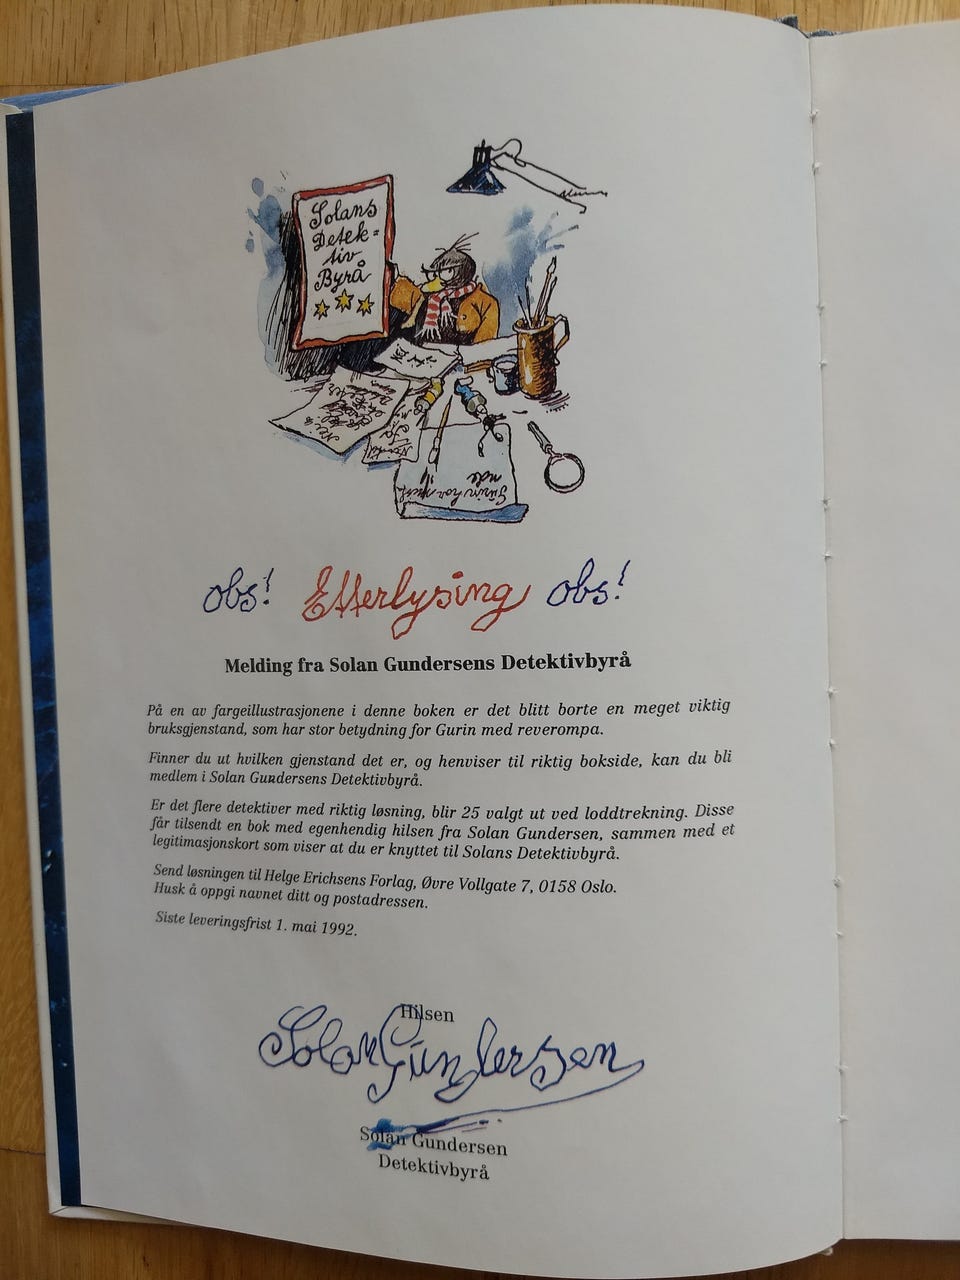 Solans
Detek=
tiv
Byrå
Gurin har mist
nde
obs! Etterlysing obs!
Melding fra Solan Gundersens Detektivbyrå
På en av fargeillustrasjonene i denne boken er det blitt borte en meget viktig
bruksgjenstand, som har stor betydning for Gurin med reverompa.
Finner du ut hvilken gjenstand det er, og henviser til riktig bokside, kan du bli
medlem i Solan Gundersens Detektivbyrå.
Er det flere detektiver med riktig løsning, blir 25 valgt ut ved loddtrekning. Disse
får tilsendt en bok med egenhendig hilsen fra Solan Gundersen, sammen med et
legitimasjonskort som viser at du er knyttet til Solans Detektivbyrå.
Send løsningen til Helge Erichsens Forlag, Øvre Vollgate 7, 0158 Oslo.
Husk å oppgi navnet ditt og postadressen.
Siste leveringsfrist 1. mai 1992.
Hilsen
Solan Gundersen
Solan Gundersen
Detektivbyrå